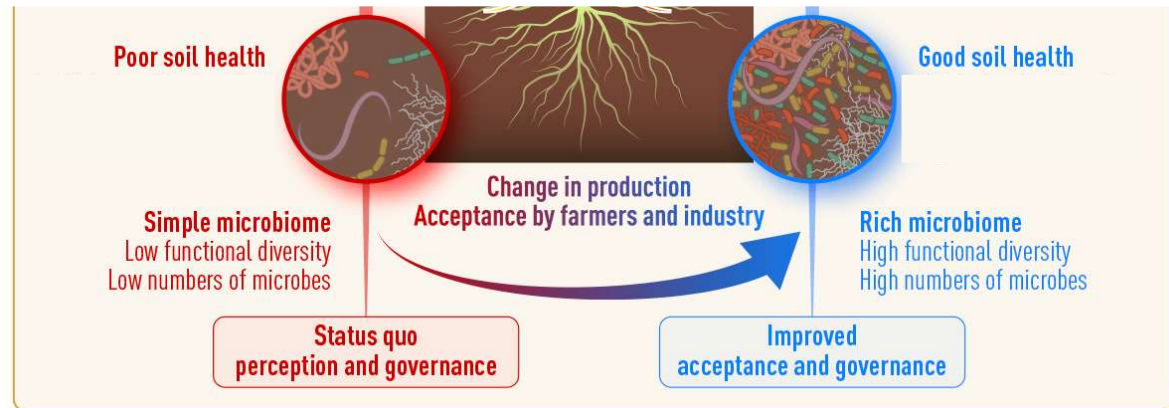 Poor soil health
Good soil health
Change in production
Acceptance by farmers and industry
Simple microbiome
Low functional diversity
Low numbers of microbes
Rich microbiome
High functional diversity
High numbers of microbes
Status quo
perception and governance
Improved
acceptance and governance